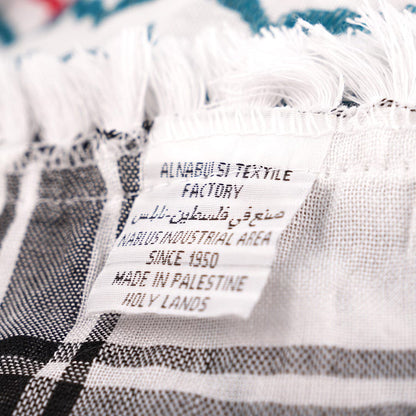 ALNABULSI TEXTILE
FACTORY
صنع في فلسطين-نابلس
NABLUS INDUSTRIAL AREA
SINCE 1950
MADE IN PALESTINE
HOLY LANDS